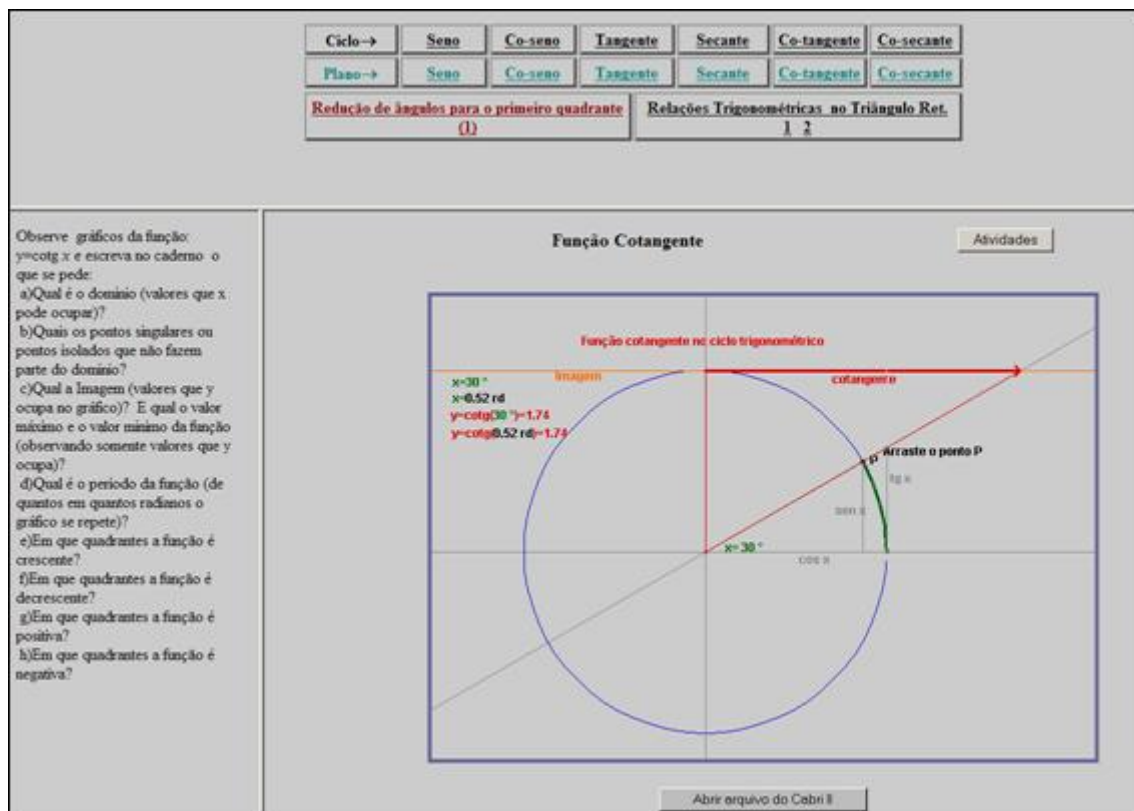 Ciclo→ Seno Co-seno Tangente Secante Co-tangente Co-secante
Plano→ Seno Co-seno Tangente Secante Co-tangente Co-secante
Redução de ângulos para o primeiro quadrante
(1)
Relações Trigonométricas no Triângulo Ret.
1 2
Observe gráficos da função:
y=cotg x e escreva no caderno o
que se pede:
a)Qual é o domínio (valores que x
pode ocupar)?
b)Quais os pontos singulares ou
pontos isolados que não fazem
parte do domínio?
c)Qual a Imagem (valores que y
ocupa no gráfico)? E qual o valor
máximo e o valor mínimo da função
(observando somente valores que y
ocupa)?
d)Qual é o período da função (de
quantos em quantos radianos o
gráfico se repete)?
e)Em que quadrantes a função é
crescente?
f)Em que quadrantes a função é
decrescente?
g)Em que quadrantes a função é
positiva?
h)Em que quadrantes a função é
negativa?
Função Cotangente
Atividades
Função cotangente no ciclo trigonométrico
Imagem
cotangente
x=30 °
x=0.52 rd
y=cotg(30 °)=1.74
y=cotg(0.52 rd)=1.74
Arraste o ponto P
P
tg x
sen x
x= 30 °
cos x
Abrir arquivo do Cabri II